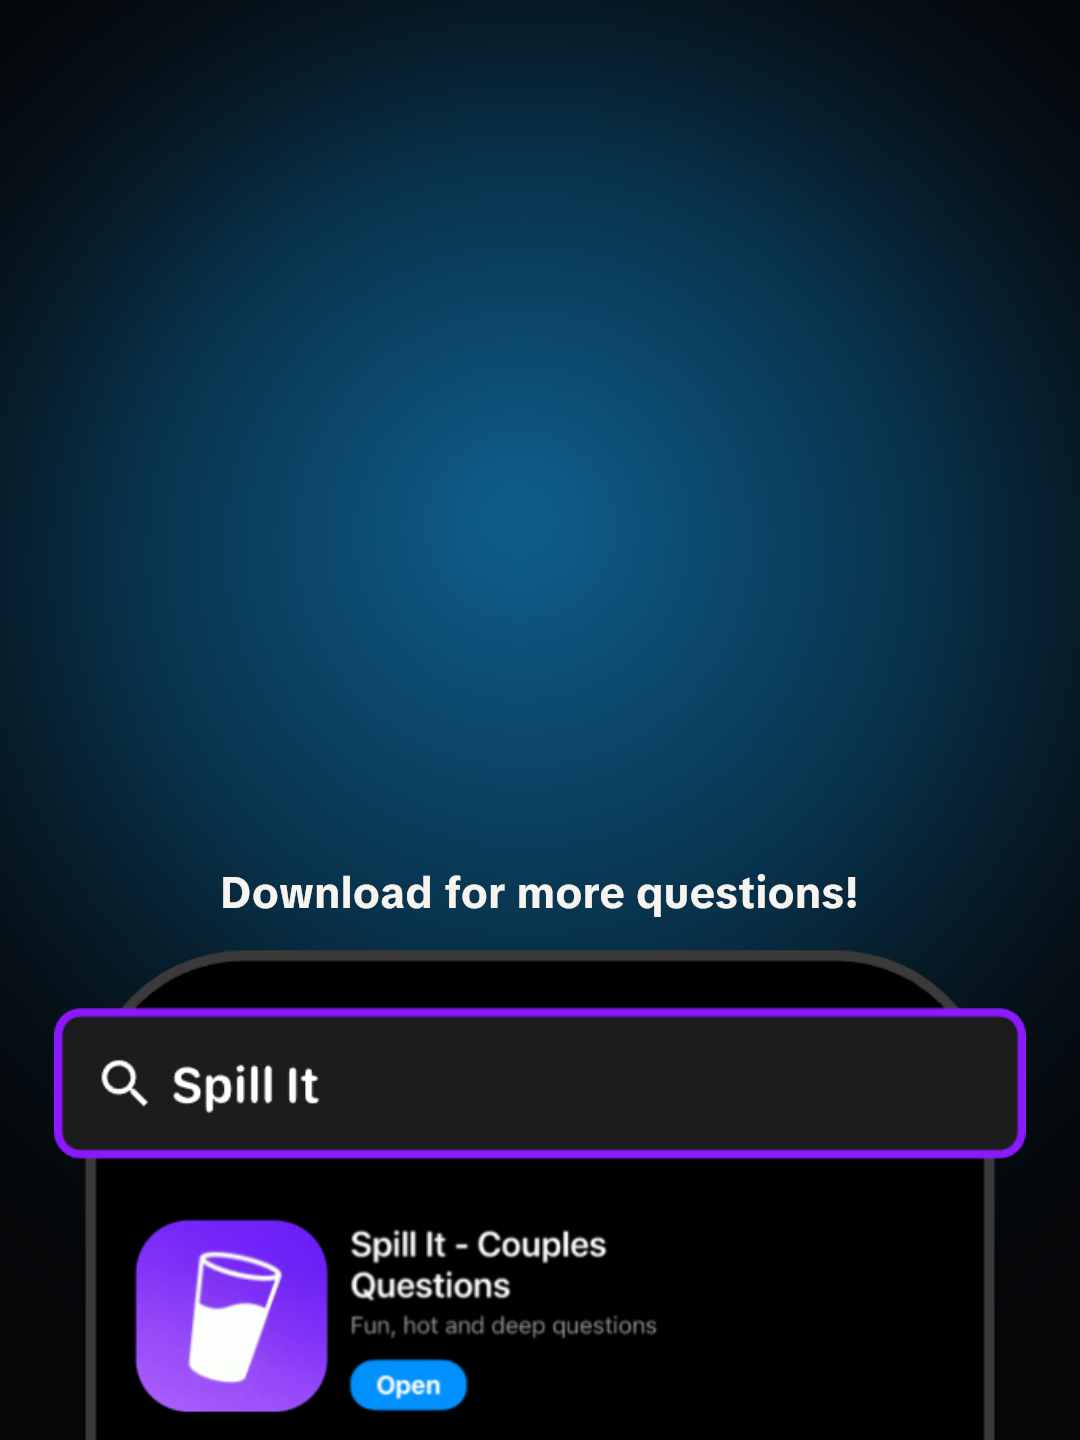 Download for more questions!
Spill It
Spill It - Couples
Questions
Fun, hot and deep questions
Open